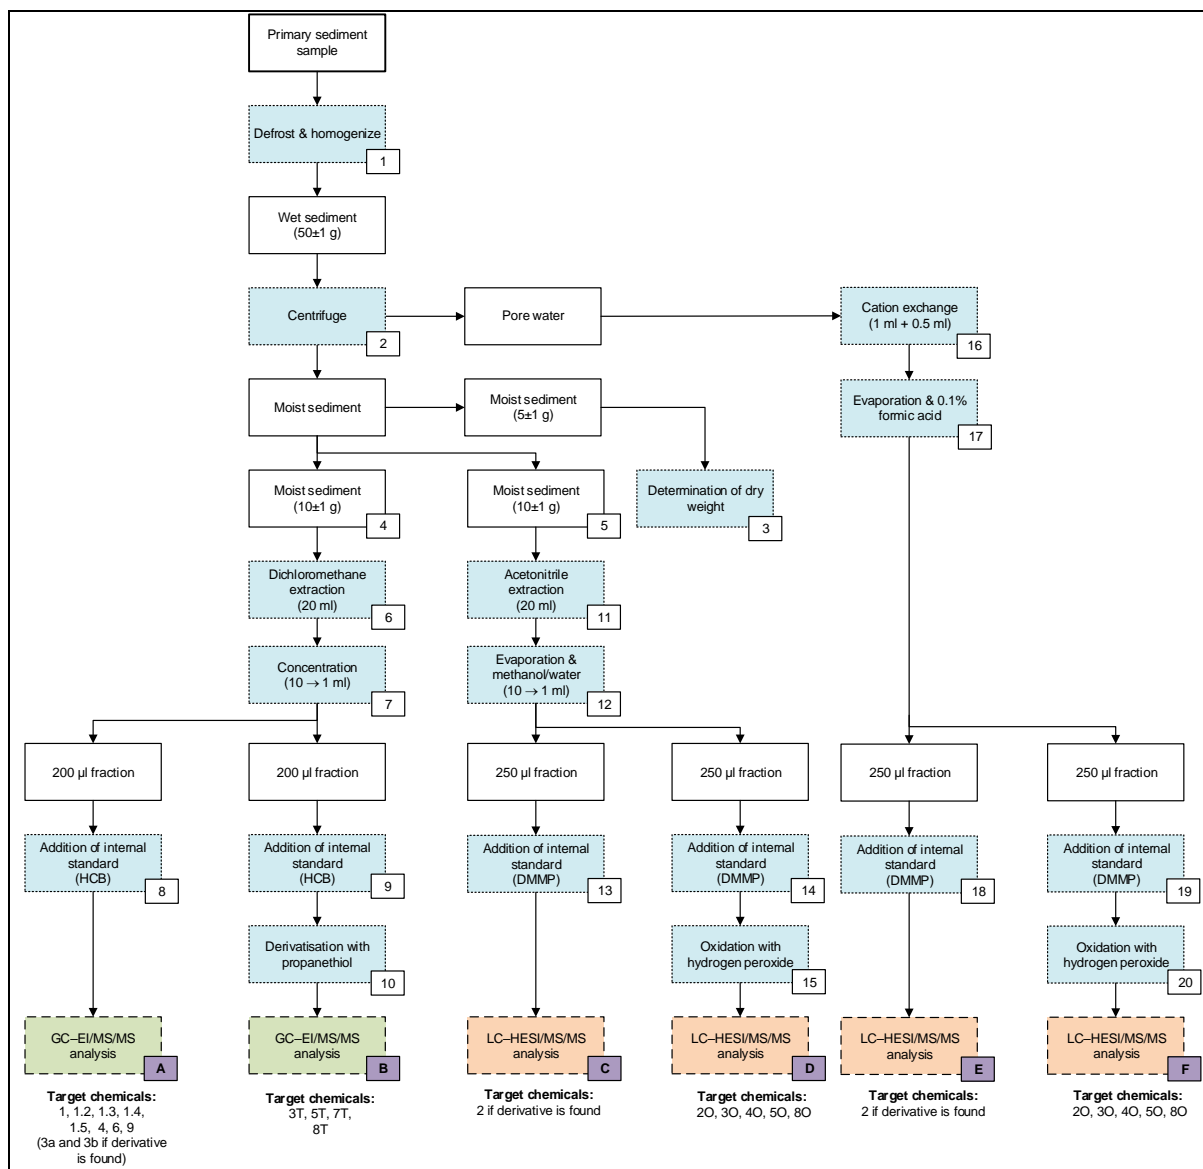 Primary sediment
sample
Defrost & homogenize
1
Wet sediment
(50±1 g)
Centrifuge
2
Pore water
Cation exchange
(1 ml + 0.5 ml)
16
Moist sediment
Moist sediment
(5±1 g)
Evaporation & 0.1%
formic acid
17
Moist sediment
(10±1 g)
4
Moist sediment
(10±1 g)
5
Determination of dry
weight
3
Dichloromethane
extraction
(20 ml)
6
Acetonitrile
extraction
(20 ml)
11
Concentration
(10 → 1 ml)
7
Evaporation &
methanol/water
(10 → 1 ml)
12
200 µl fraction
200 µl fraction
250 µl fraction
250 µl fraction
250 µl fraction
250 µl fraction
Addition of internal
standard
(HCB)
8
Addition of internal
standard
(HCB)
9
Addition of internal
standard
(DMMP)
13
Addition of internal
standard
(DMMP)
14
Addition of internal
standard
(DMMP)
18
Addition of internal
standard
(DMMP)
19
Derivatisation with
propanethiol
10
Oxidation with
hydrogen peroxide
15
Oxidation with
hydrogen peroxide
20
GC–EI/MS/MS
analysis
A
GC–EI/MS/MS
analysis
B
LC–HESI/MS/MS
analysis
C
LC–HESI/MS/MS
analysis
D
LC–HESI/MS/MS
analysis
E
LC–HESI/MS/MS
analysis
F
Target chemicals:
1, 1.2, 1.3, 1.4,
1.5, 4, 6, 9
(3a and 3b if derivative
is found)
Target chemicals:
3T, 5T, 7T,
8T
Target chemicals:
2 if derivative is found
Target chemicals:
2O, 3O, 4O, 5O, 8O
Target chemicals:
2 if derivative is found
Target chemicals:
2O, 3O, 4O, 5O, 8O